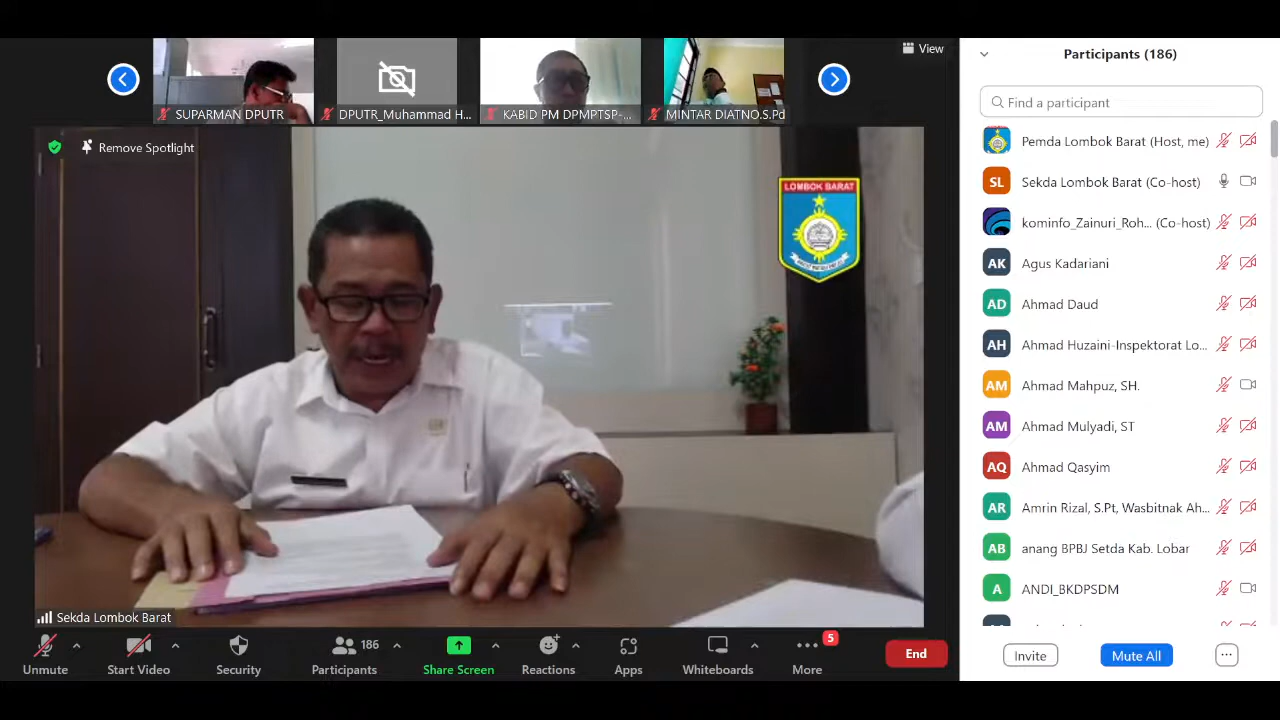 View
SUPARMAN DPUTR
DPUTR_Muhammad H...
KABID PM DPMPTSP-...
MINTAR DIATNO.S.Pd
Remove Spotlight
LOMBOK BARAT
Sekda Lombok Barat
Unmute
Start Video
Security
186
Participants
Share Screen
Reactions
Apps
Whiteboards
5
More
End
Participants (186)
Find a participant
Pemda Lombok Barat (Host, me)
SL
Sekda Lombok Barat (Co-host)
kominfo_Zainuri_Roh... (Co-host)
AK
Agus Kadariani
AD
Ahmad Daud
AH
Ahmad Huzaini-Inspektorat Lo...
AM
Ahmad Mahpuz, SH.
AM
Ahmad Mulyadi, ST
AQ
Ahmad Qasyim
AR
Amrin Rizal, S.Pt, Wasbitnak Ah...
AB
anang BPBJ Setda Kab. Lobar
A
ANDI_BKDPSDM
Invite
Mute All
...